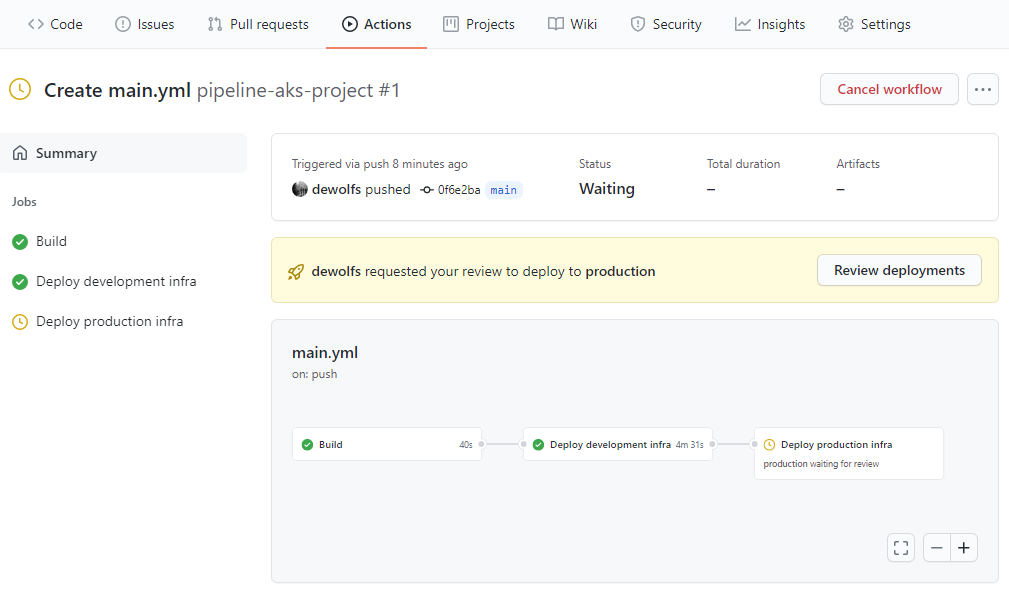 Code Issues Pull requests Actions Projects Wiki Security Insights Settings
Create main.yml pipeline-aks-project #1
Cancel workflow
Summary
Triggered via push 8 minutes ago
dewolfs pushed 0f6e2ba main
Status
Waiting
Total duration
–
Artifacts
–
Jobs
Build
Deploy development infra
Deploy production infra
dewolfs requested your review to deploy to production
Review deployments
main.yml
on: push
Build 40s
Deploy development infra 4m 31s
Deploy production infra
production waiting for review